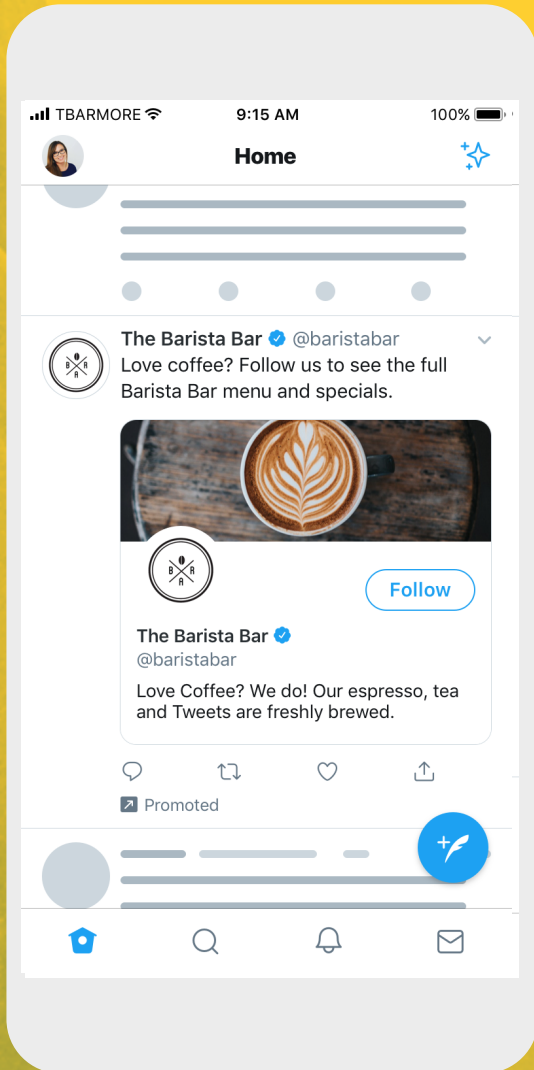 TBARMORE 9:15 AM 100%
Home
The Barista Bar @baristabar
Love coffee? Follow us to see the full
Barista Bar menu and specials.
B A R
A
B A R
A
Follow
The Barista Bar
@baristabar
Love Coffee? We do! Our espresso, tea
and Tweets are freshly brewed.
Promoted